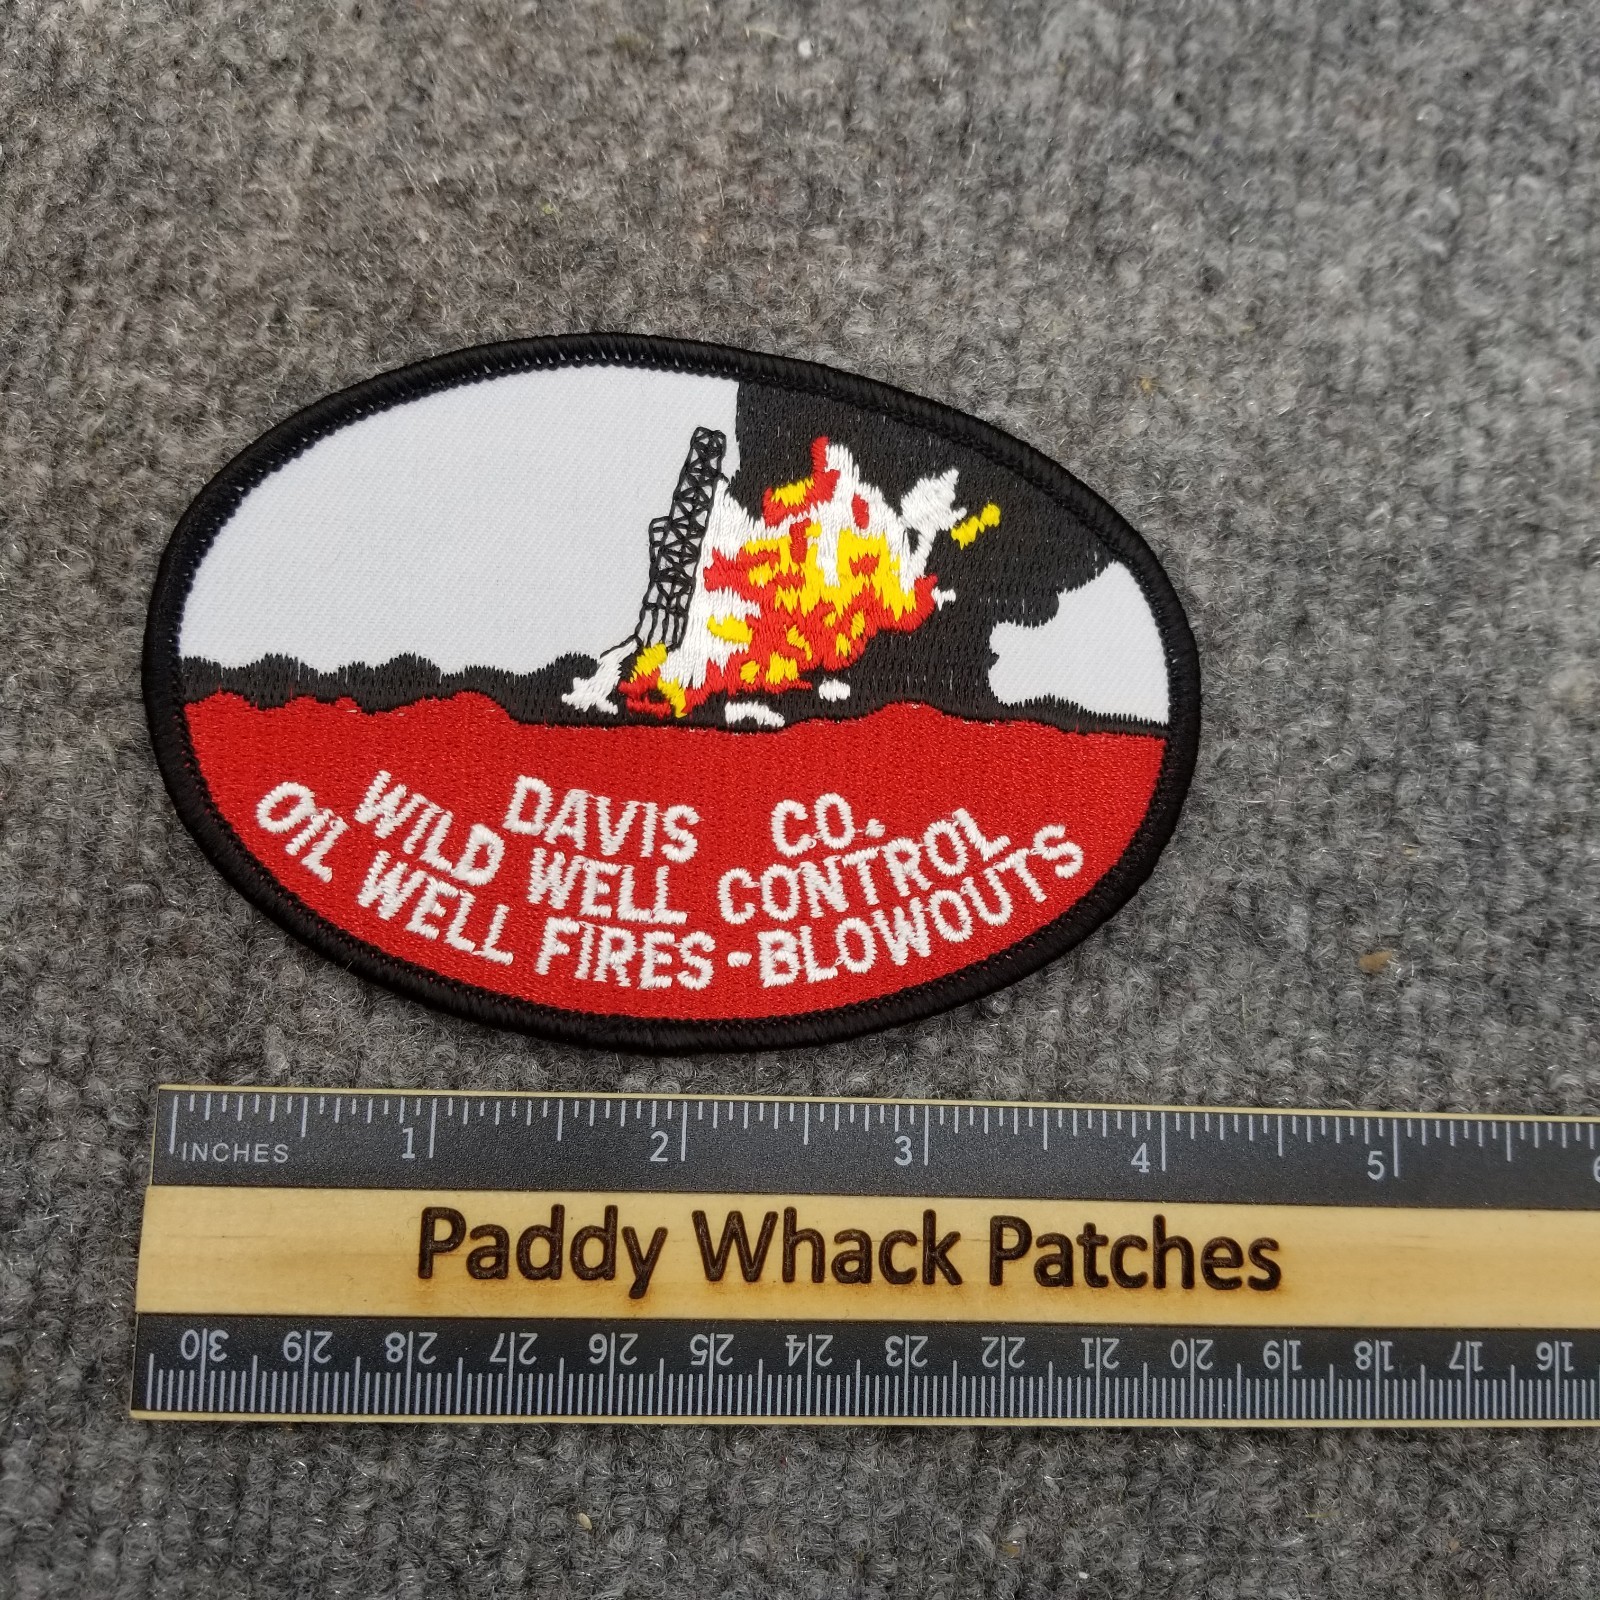 DAVIS CO.
WILD WELL CONTROL
OIL WELL FIRES-BLOWOUTS
INCHES 1 2 3 4 5 6
Paddy Whack Patches
30 29 28 27 26 25 24 23 22 21 20 19 18 17 16